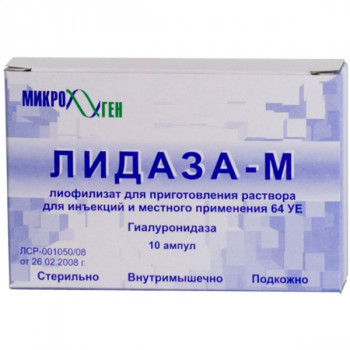 МИКРОГЕН
ЛИДАЗА-М
лиофилизат для приготовления раствора
для инъекций и местного применения 64 УЕ
Гиалуронидаза
10 ампул
ЛСР-001050/08
от 26.02.2008 г.
Стерильно Внутримышечно Подкожно